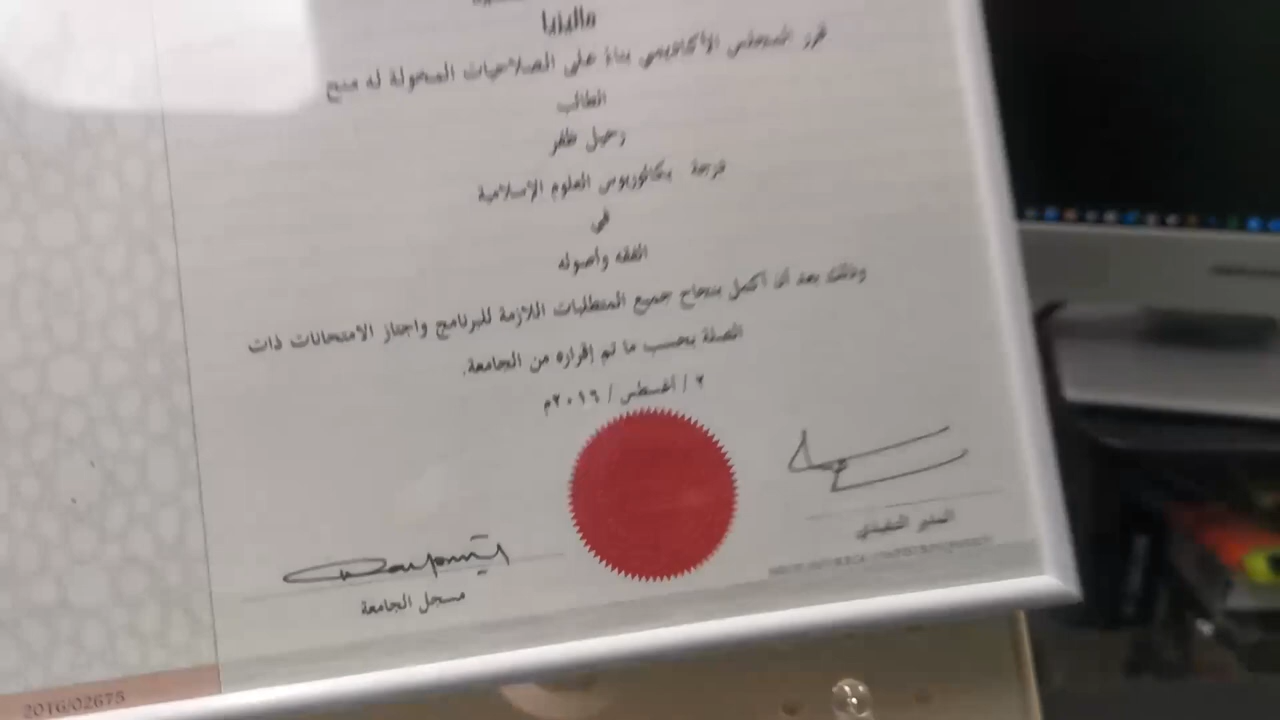 ماليزيا
قرر المجلس الأكاديمي بناءً على الصلاحيات المخولة له منح
الطالب
رحيل ظفر
درجة بكالوريوس العلوم الإسلامية
في
الفقه وأصوله
وذلك بعد أن أكمل بنجاح جميع المتطلبات اللازمة للبرنامج واجتاز الامتحانات ذات
الصلة بحسب ما تم إقراره من الجامعة.
٢ / أغسطس / ٢٠١٦م
المدير التنفيذي
مسجل الجامعة
2016/02675